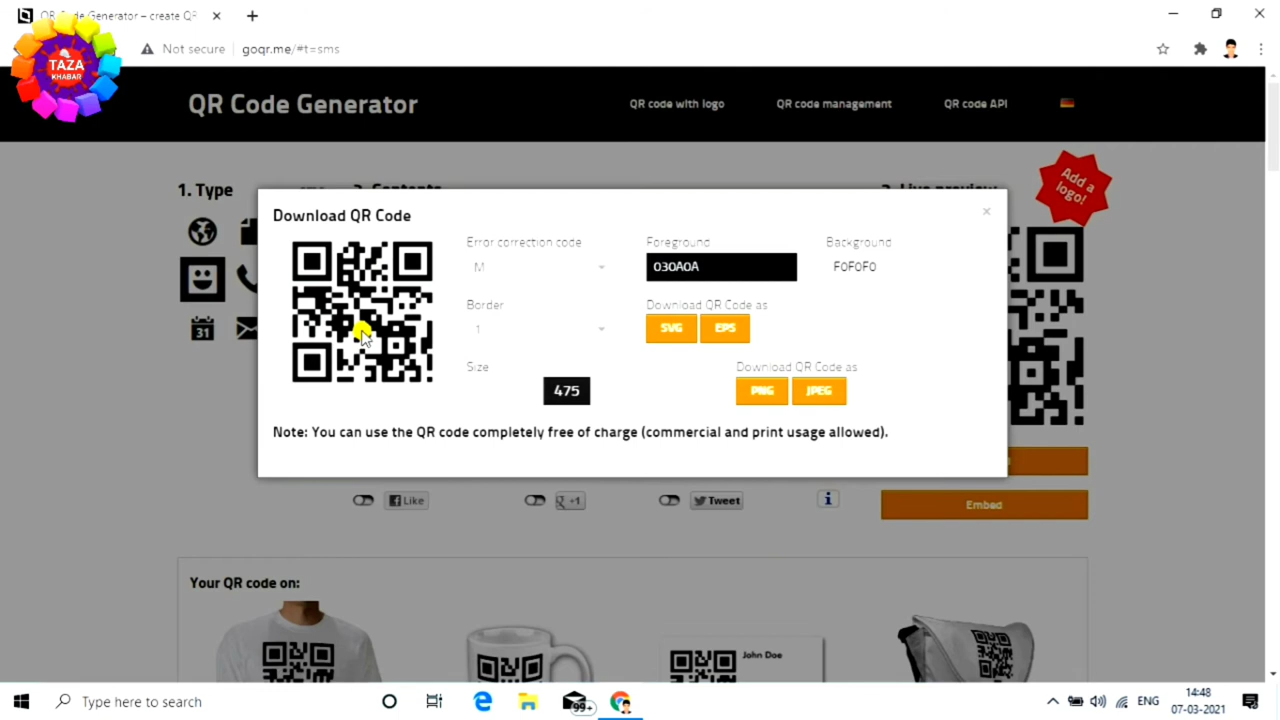 QR Code Generator – create QR
TAZA
KHABAR
Not secure
goqr.me/#t=sms
QR Code Generator
QR code with logo
QR code management
QR code API
1. Type
Add a
logo!
Download QR Code
Error correction code
Foreground
Background
M
030A0A
F0F0F0
Border
Download QR Code as
1
SVG
EPS
Size
Download QR Code as
475
PNG
JPEG
Note: You can use the QR code completely free of charge (commercial and print usage allowed).
31
Like
+1
Tweet
Embed
Your QR code on:
John Doe
Type here to search
99+
ENG
14:48
07-03-2021